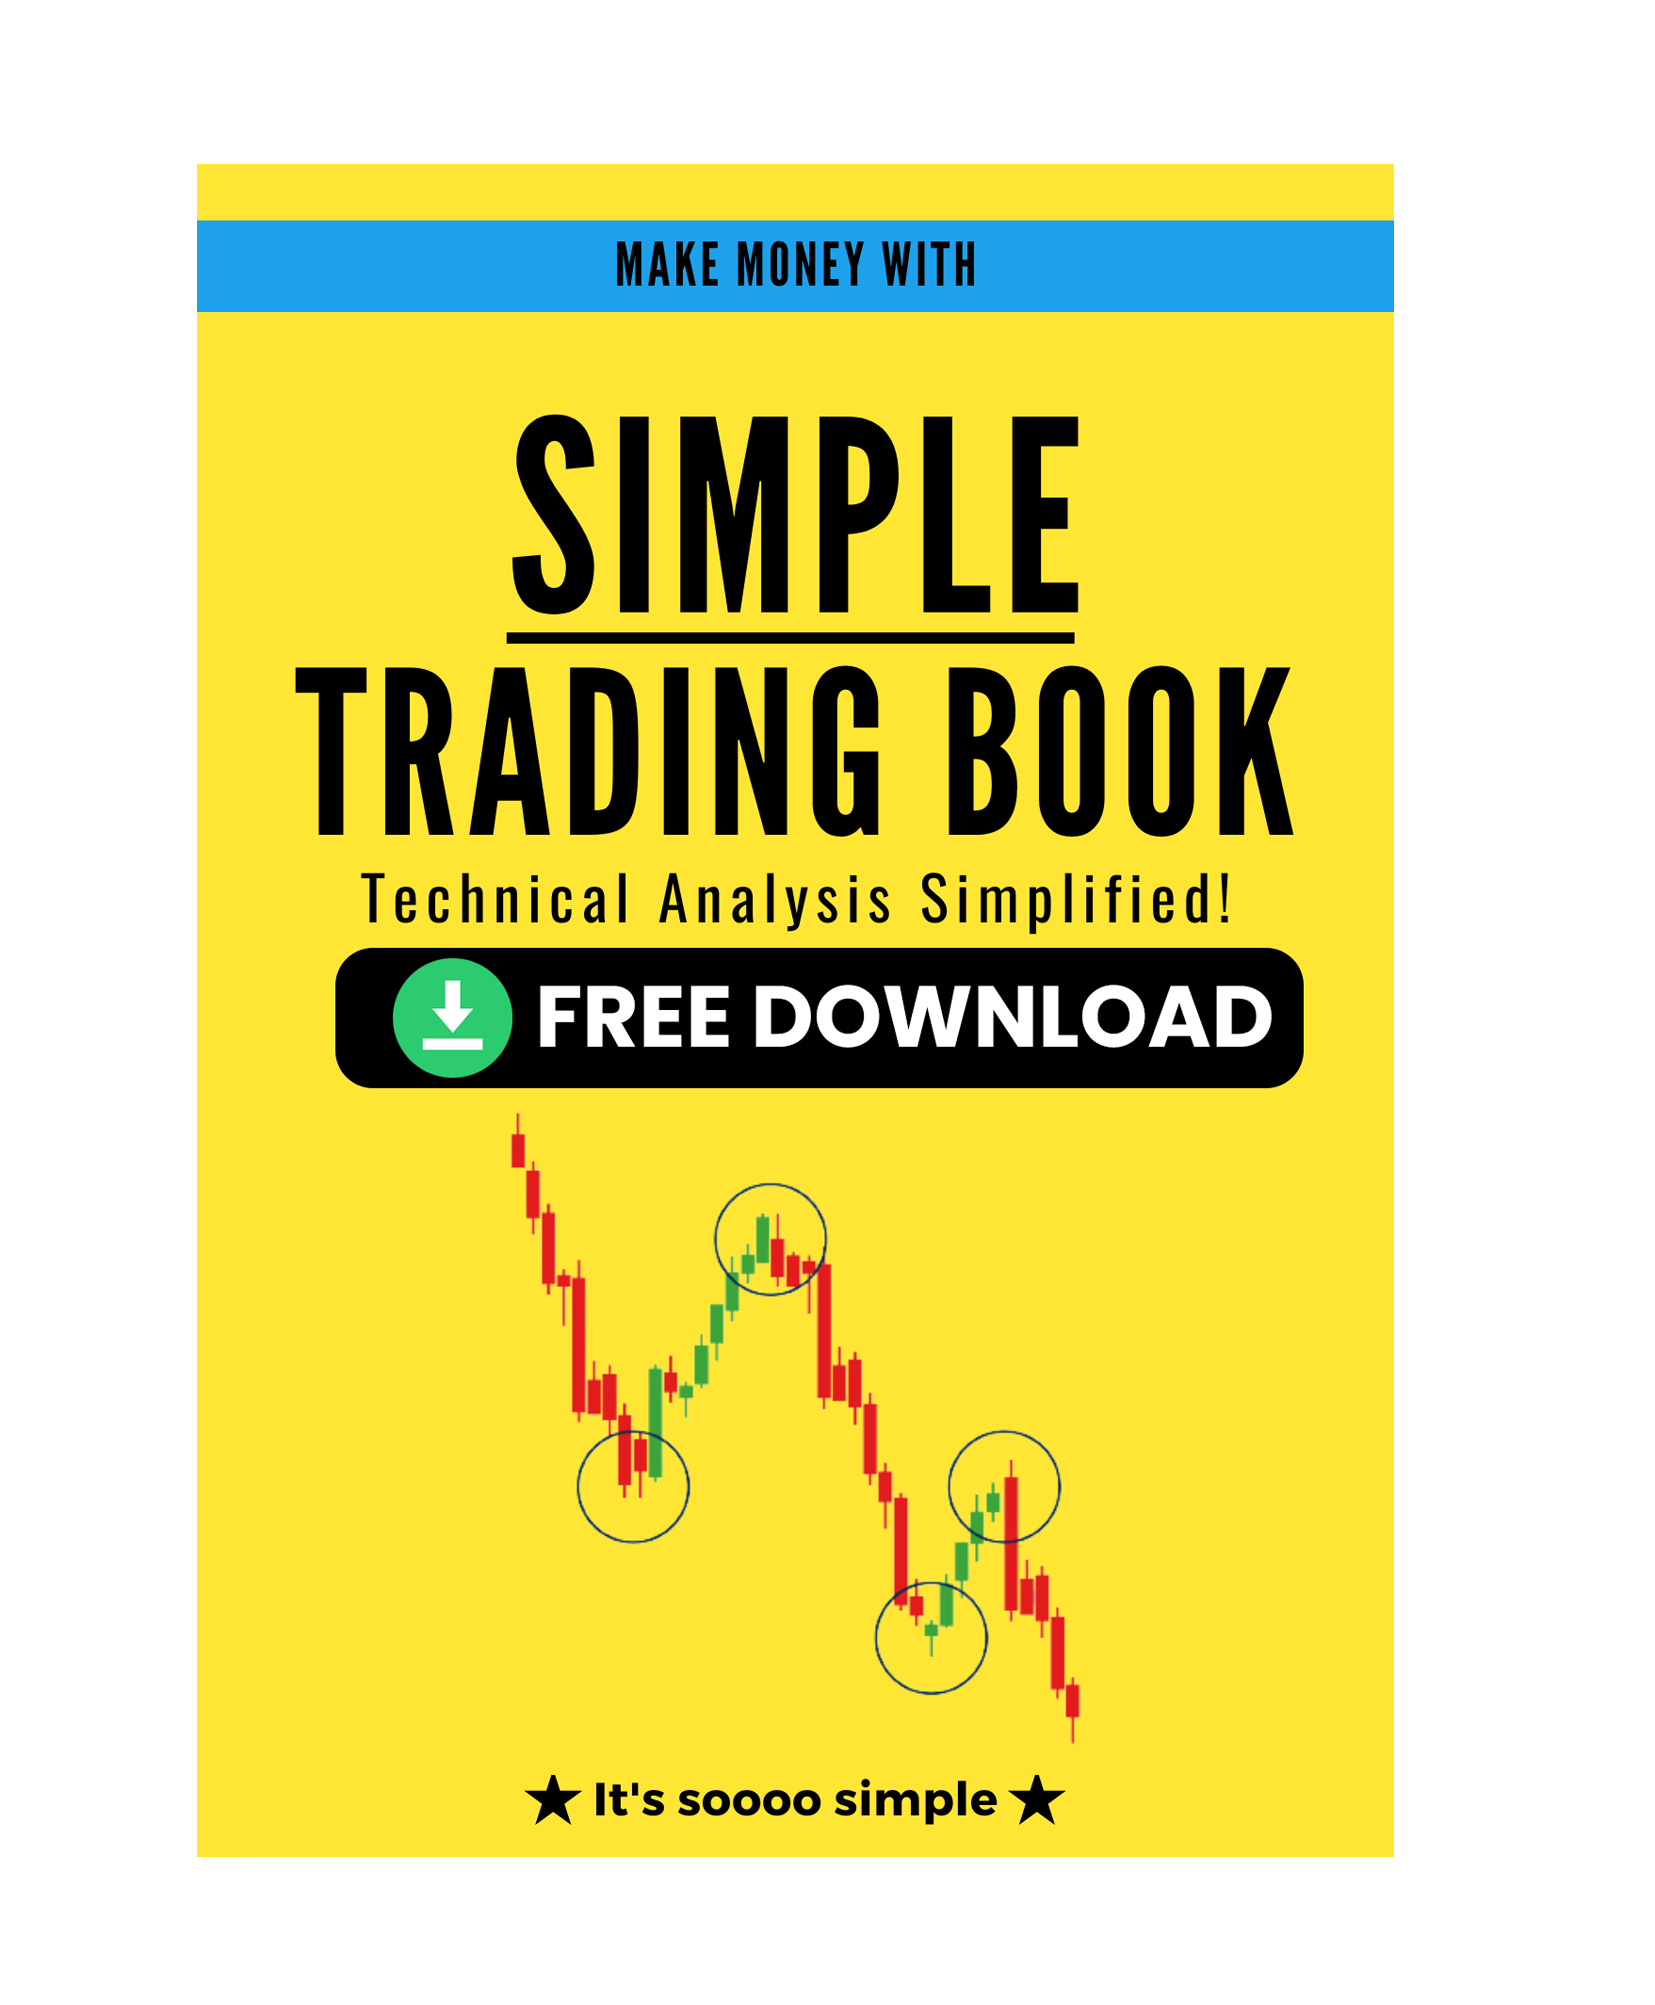 MAKE MONEY WITH
SIMPLE
TRADING BOOK
Technical Analysis Simplified!
FREE DOWNLOAD
It's soooo simple